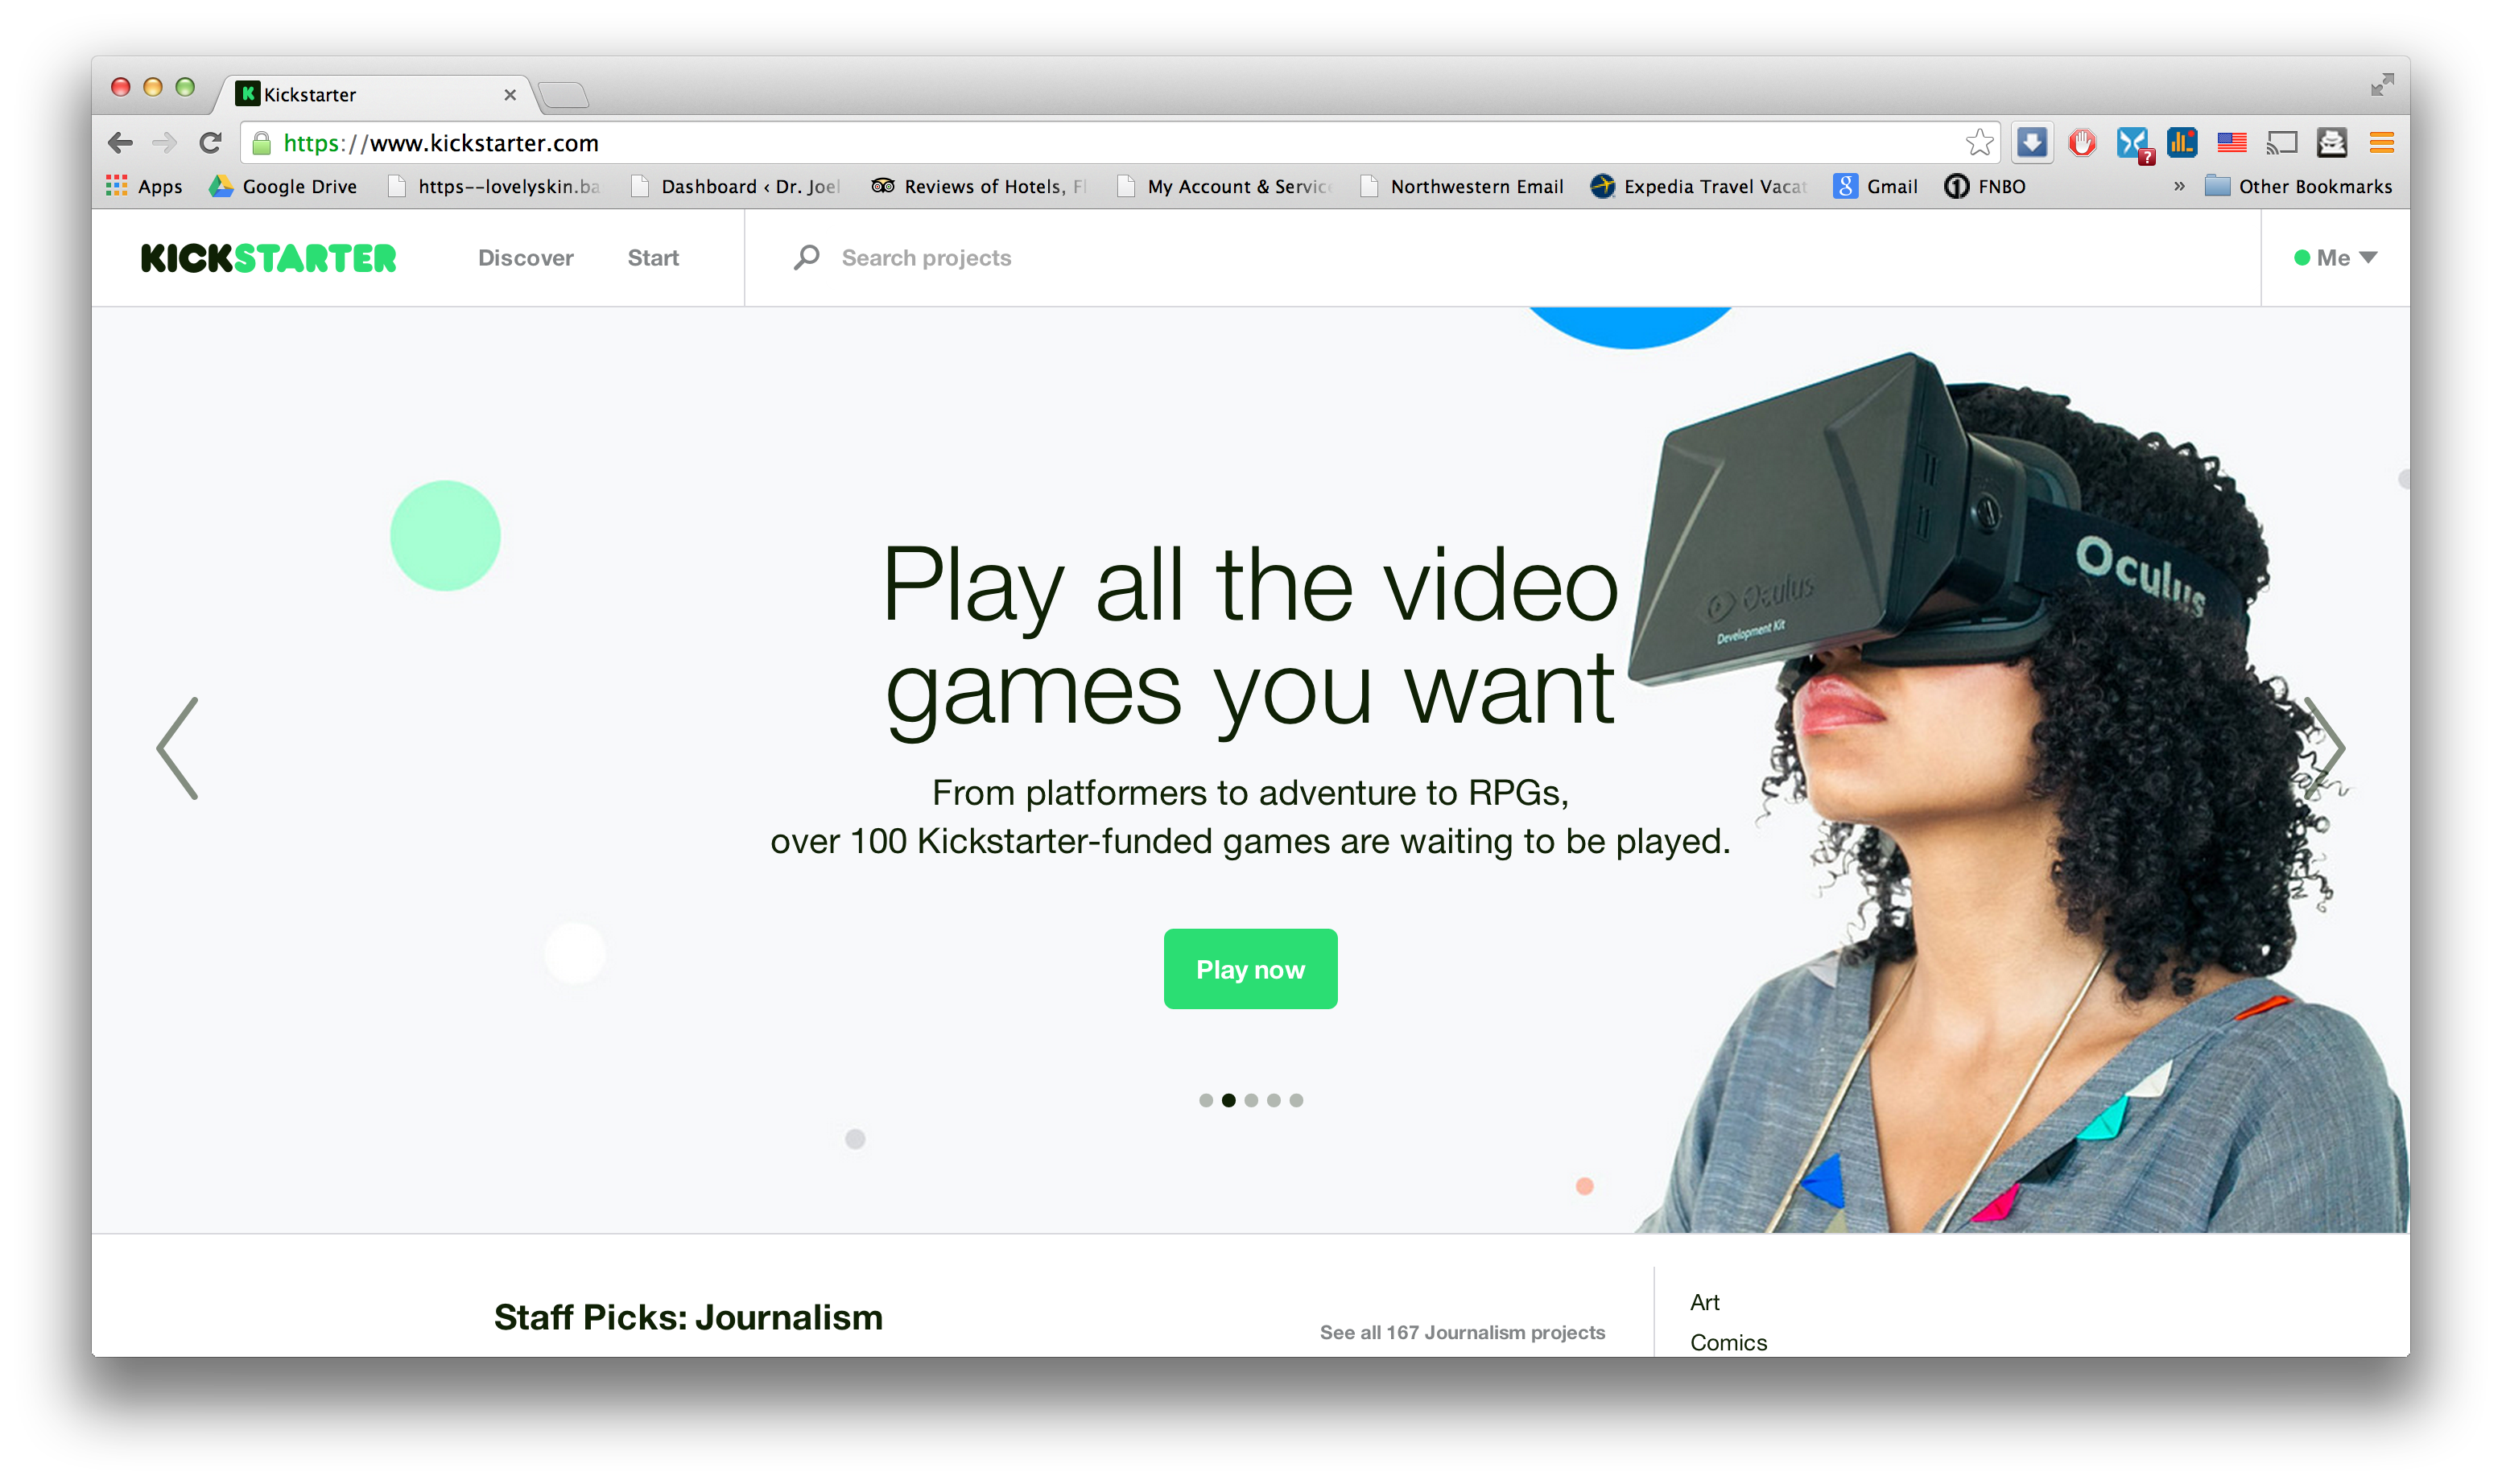 Kickstarter
https://www.kickstarter.com
Apps Google Drive https--lovelyskin.ba Dashboard ‹ Dr. Joel Reviews of Hotels, Fl My Account & Service Northwestern Email Expedia Travel Vacat Gmail FNBO » Other Bookmarks
KICKSTARTER Discover Start Search projects Me
Play all the video
games you want
From platformers to adventure to RPGs,
over 100 Kickstarter-funded games are waiting to be played.
Play now
Oculus
Oculus
Development Kit
Staff Picks: Journalism
See all 167 Journalism projects
Art
Comics